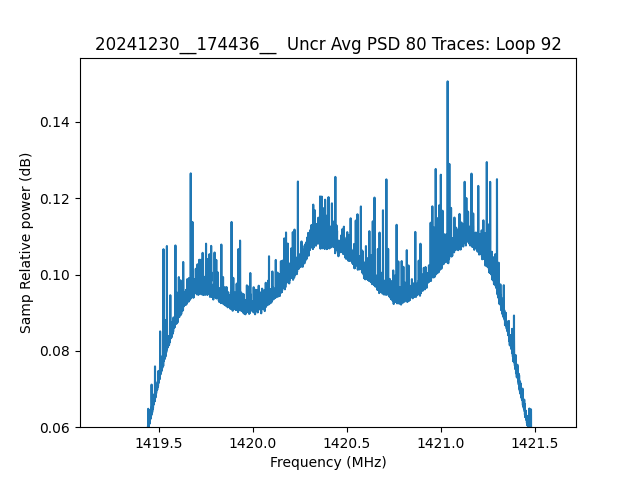 20241230__174436__  Uncr Avg PSD 80 Traces: Loop 92
Samp Relative power (dB)
0.14
0.12
0.10
0.08
0.06
1419.5 1420.0 1420.5 1421.0 1421.5
Frequency (MHz)